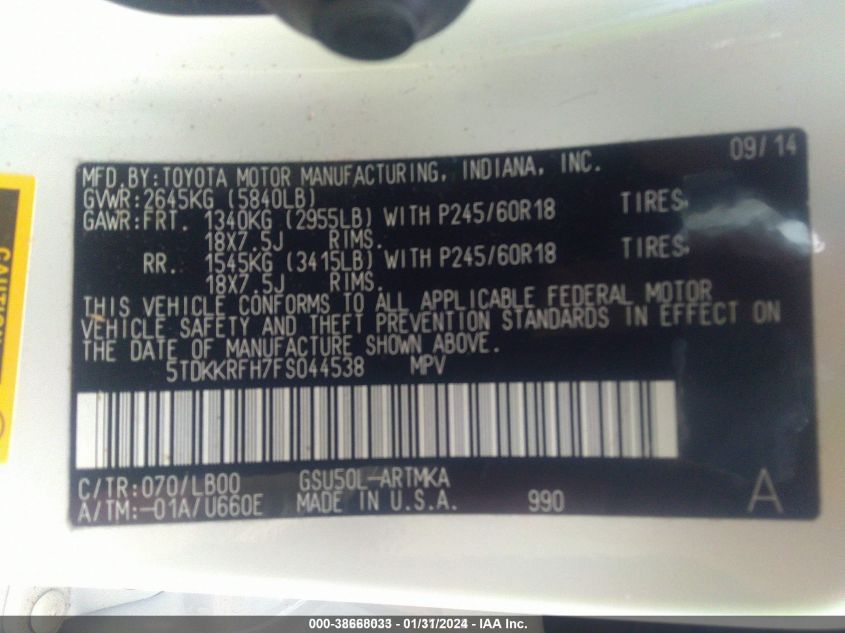 MFD.BY:TOYOTA MOTOR MANUFACTURING, INDIANA, INC. 09/14
GVWR:2645KG (5840LB)
GAWR:FRT. 1340KG (2955LB) WITH P245/60R18 TIRES,
18X7.5J RIMS.
RR.. 1545KG (3415LB) WITH P245/60R18 TIRES,
18X7.5J RIMS.
THIS VEHICLE CONFORMS TO ALL APPLICABLE FEDERAL MOTOR
VEHICLE SAFETY AND THEFT PREVENTION STANDARDS IN EFFECT ON
THE DATE OF MANUFACTURE SHOWN ABOVE.
5TDKKRFH7FS044538 MPV
C/TR:070/LB00 GSU50L-ARTMKA
A/TM:-01A/U660E MADE IN U.S.A. 990 A
CAUTION
000-38668033 - 01/31/2024 - IAA Inc.